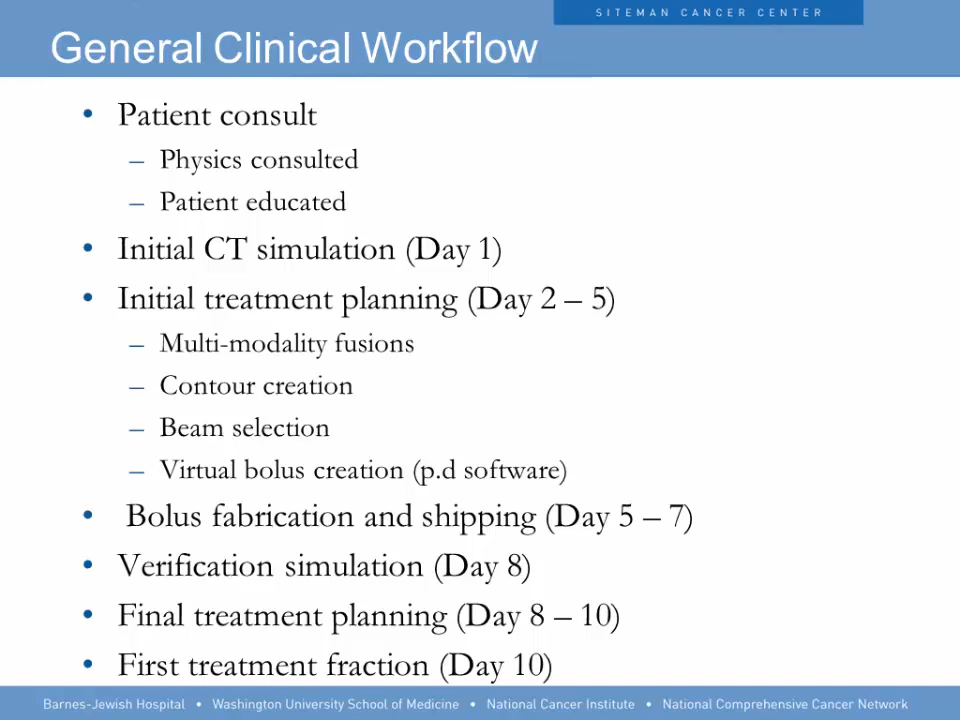 SITEMAN CANCER CENTER
General Clinical Workflow
• Patient consult
– Physics consulted
– Patient educated
• Initial CT simulation (Day 1)
• Initial treatment planning (Day 2 – 5)
– Multi-modality fusions
– Contour creation
– Beam selection
– Virtual bolus creation (p.d software)
• Bolus fabrication and shipping (Day 5 – 7)
• Verification simulation (Day 8)
• Final treatment planning (Day 8 – 10)
• First treatment fraction (Day 10)
Barnes-Jewish Hospital • Washington University School of Medicine • National Cancer Institute • National Comprehensive Cancer Network